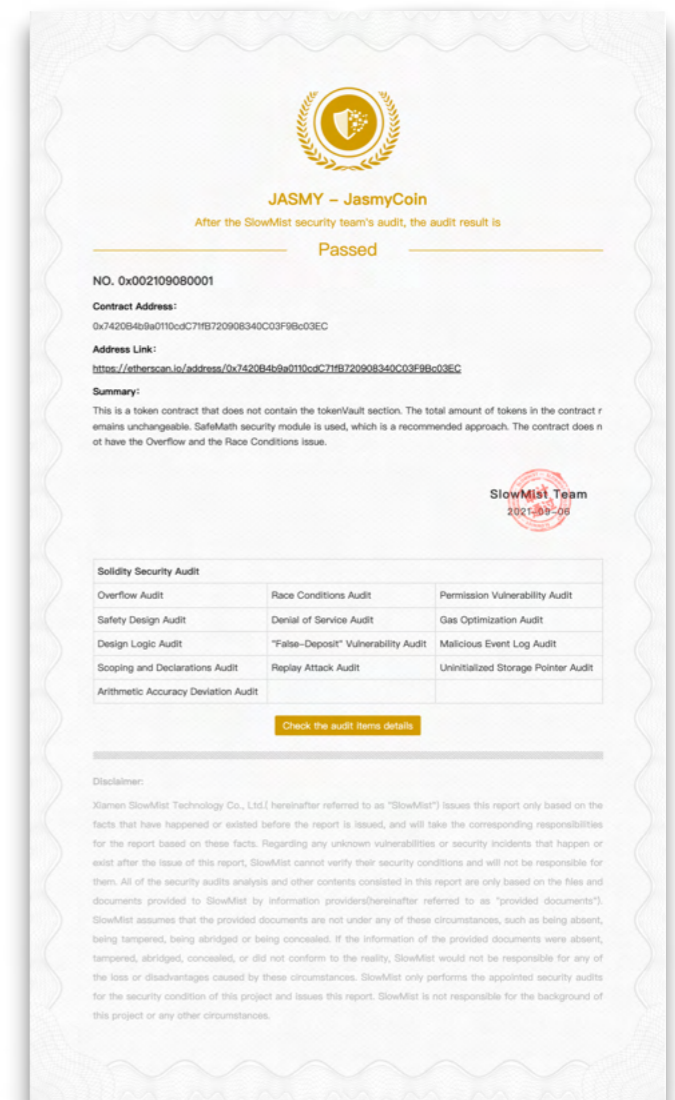 JASMY – JasmyCoin
After the SlowMist security team's audit, the audit result is
Passed
NO. 0x002109080001
Contract Address:
0x7420B4b9a0110cdC71fB720908340C03F9Bc03EC
Address Link:
https://etherscan.io/address/0x7420B4b9a0110cdC71fB720908340C03F9Bc03EC
Summary:
This is a token contract that does not contain the tokenVault section. The total amount of tokens in the contract r
emains unchangeable. SafeMath security module is used, which is a recommended approach. The contract does n
ot have the Overflow and the Race Conditions issue.
SlowMist Team
2021-09-06
Solidity Security Audit
Overflow Audit Race Conditions Audit Permission Vulnerability Audit
Safety Design Audit Denial of Service Audit Gas Optimization Audit
Design Logic Audit "False-Deposit" Vulnerability Audit Malicious Event Log Audit
Scoping and Declarations Audit Replay Attack Audit Uninitialized Storage Pointer Audit
Arithmetic Accuracy Deviation Audit
Check the audit items details
Disclaimer:
Xiamen SlowMist Technology Co., Ltd.( hereinafter referred to as "SlowMist") issues this report only based on the
facts that have happened or existed before the report is issued, and will take the corresponding responsibilities
for the report based on these facts. Regarding any unknown vulnerabilities or security incidents that happen or
exist after the issue of this report, SlowMist cannot verify their security conditions and will not be responsible for
them. All of the security audits analysis and other contents consisted in this report are only based on the files and
documents provided to SlowMist by information providers(hereinafter referred to as "provided documents").
SlowMist assumes that the provided documents are not under any of these circumstances, such as being absent,
being tampered, being abridged or being concealed. If the information of the provided documents were absent,
tampered, abridged, concealed, or did not conform to the reality, SlowMist would not be responsible for any of
the loss or disadvantages caused by these circumstances. SlowMist only performs the appointed security audits
for the security condition of this project and issues this report. SlowMist is not responsible for the background of
this project or any other circumstances.